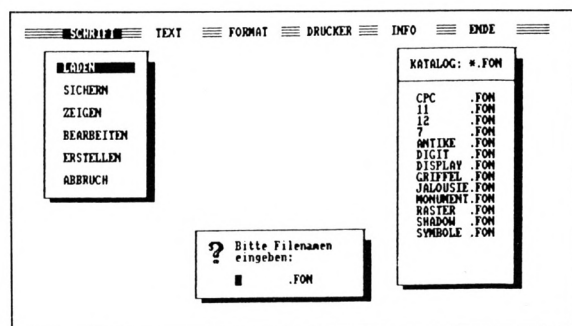 SCHRIFT TEXT FORMAT DRUCKER INFO ENDE
LADEN
SICHERN
ZEIGEN
BEARBEITEN
ERSTELLEN
ABBRUCH
KATALOG: *.FON
CPC .FON
11 .FON
12 .FON
7 .FON
ANTIKE .FON
DIGIT .FON
DISPLAY .FON
GRIFFEL .FON
JALOUSIE.FON
MONUMENT.FON
RASTER .FON
SHADOW .FON
SYMBOLE .FON
? Bitte Filenamen
eingeben:
.FON